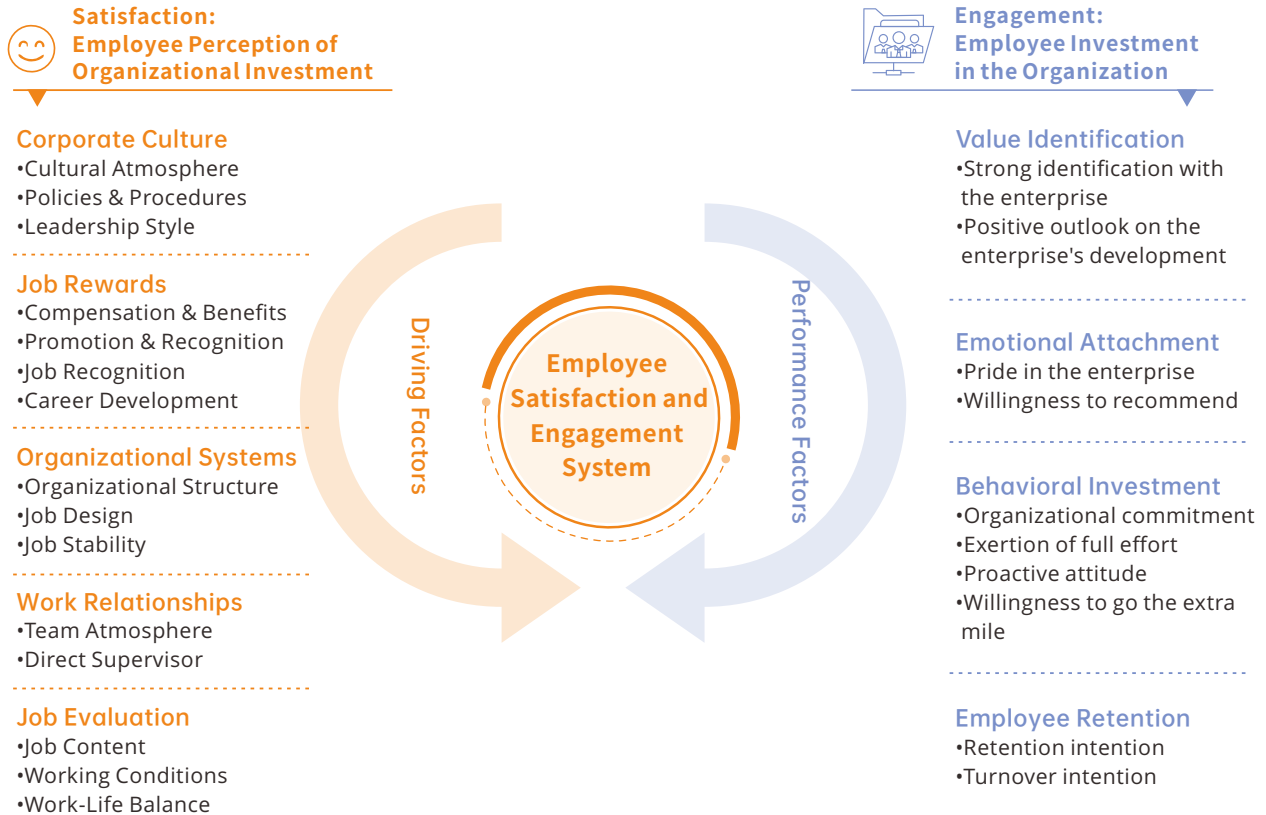 Satisfaction:
Employee Perception of
Organizational Investment
Corporate Culture
•Cultural Atmosphere
•Policies & Procedures
•Leadership Style
Job Rewards
•Compensation & Benefits
•Promotion & Recognition
•Job Recognition
•Career Development
Organizational Systems
•Organizational Structure
•Job Design
•Job Stability
Work Relationships
•Team Atmosphere
•Direct Supervisor
Job Evaluation
•Job Content
•Working Conditions
•Work-Life Balance
Driving Factors
Employee
Satisfaction and
Engagement
System
Performance Factors
Engagement:
Employee Investment
in the Organization
Value Identification
•Strong identification with
the enterprise
•Positive outlook on the
enterprise's development
Emotional Attachment
•Pride in the enterprise
•Willingness to recommend
Behavioral Investment
•Organizational commitment
•Exertion of full effort
•Proactive attitude
•Willingness to go the extra
mile
Employee Retention
•Retention intention
•Turnover intention